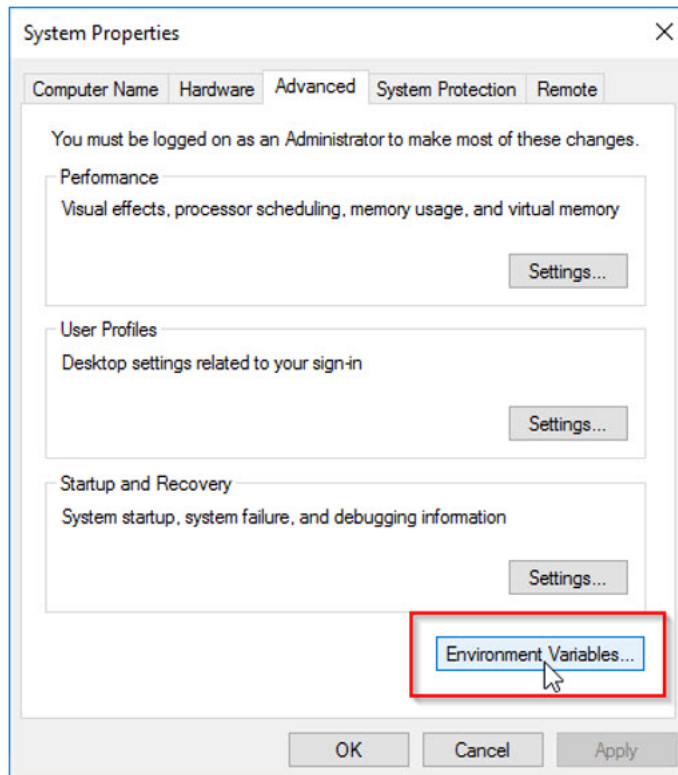 System Properties
Computer Name Hardware Advanced System Protection Remote
You must be logged on as an Administrator to make most of these changes.
Performance
Visual effects, processor scheduling, memory usage, and virtual memory
Settings...
User Profiles
Desktop settings related to your sign-in
Settings...
Startup and Recovery
System startup, system failure, and debugging information
Settings...
Environment Variables...
OK Cancel Apply